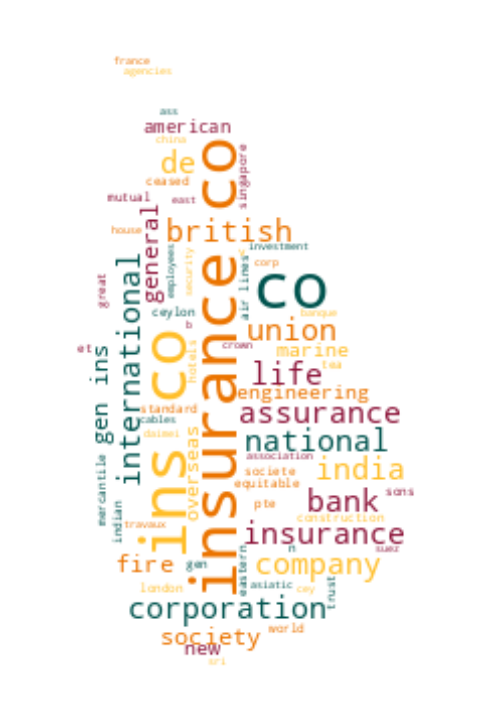 france
agencies
ass
american
china
de
ceased
mutual
east
singapore
insurance co
general
house
british
employees
security
investment
air lines
corp
great
international
co
ceylon
banque
b
union
ins co
hotels
crown
marine
et
gen ins
tea
life
engineering
standard
assurance
cables
daimei
national
overseas
association
mercantile
societe
india
equitable
sons
bank
indian
pte
construction
travaux
insurance
n
suez
fire
gen
eastern
company
asiatic
trust
london
cey
corporation
world
society
new
sri